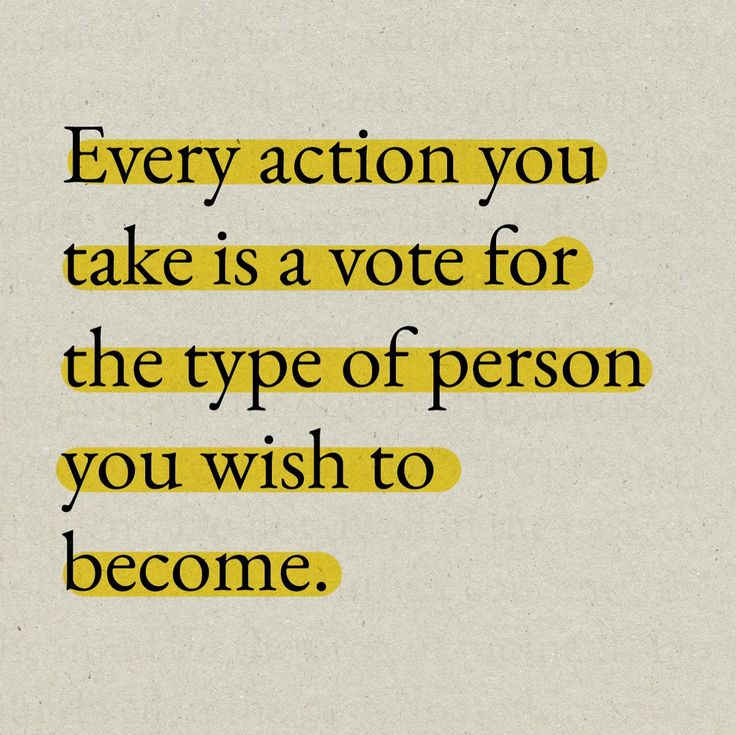 Every action you
take is a vote for
the type of person
you wish to
become.